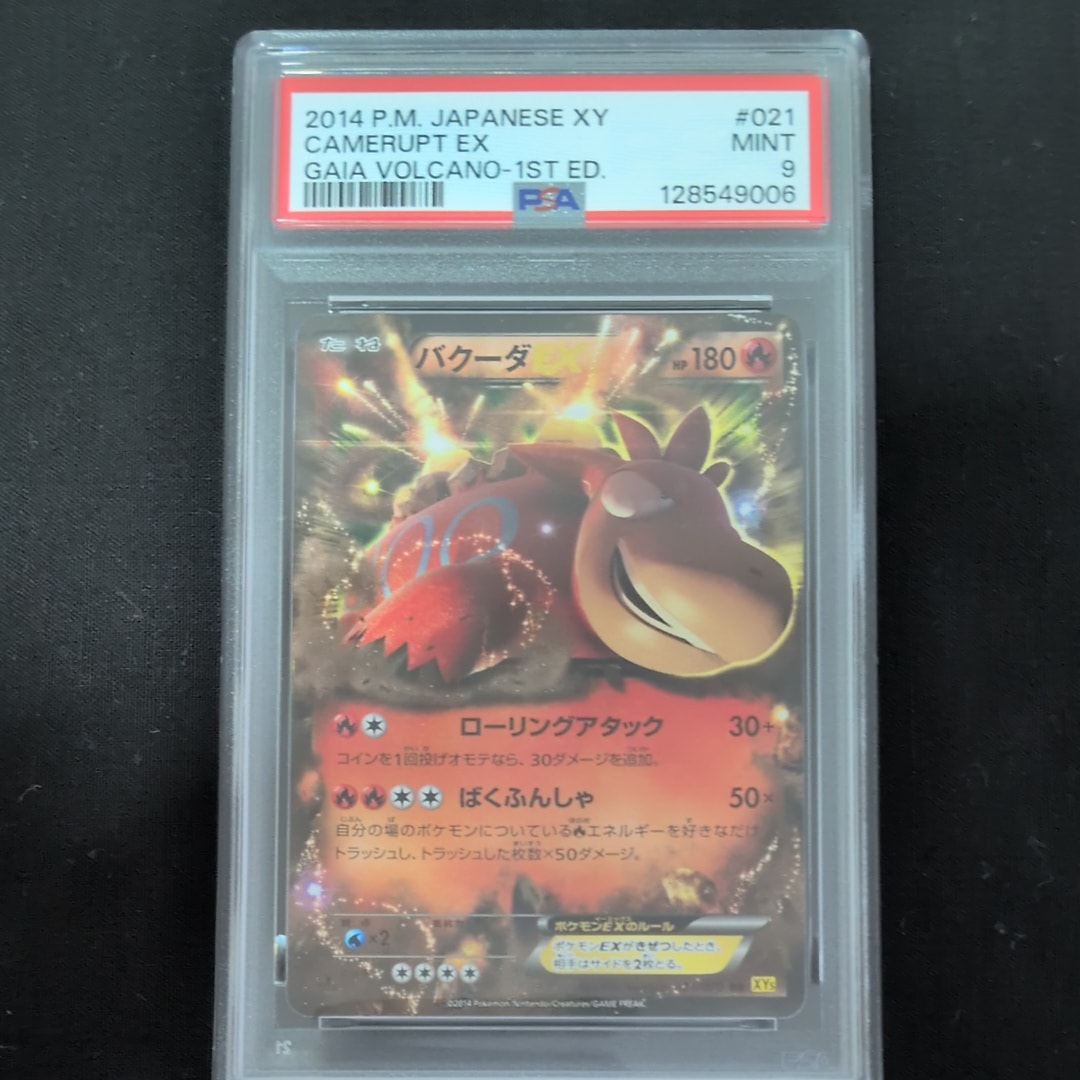 2014 P.M. JAPANESE XY #021
CAMERUPT EX MINT
GAIA VOLCANO-1ST ED. 9
PSA 128549006
たね バクーダEX HP 180
ローリングアタック 30+
コインを1回投げオモテなら、30ダメージを追加。
ばくふんしゃ 50×
自分の場のポケモンについているエネルギーを好きなだけ
トラッシュし、トラッシュした枚数×50ダメージ。
×2
ポケモンEXのルール
ポケモンEXがきぜつしたとき、
相手はサイドを2枚とる。
XYs
©2014 Pokémon/Nintendo/Creatures/GAME FREAK.
21